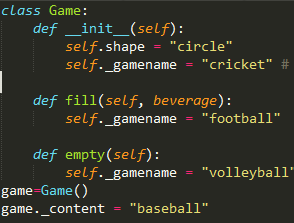 class Game:
    def __init__(self):
        self.shape = "circle"
        self._gamename = "cricket" #
    def fill(self, beverage):
        self._gamename = "football"
    def empty(self):
        self._gamename = "volleyball"
game=Game()
game._content = "baseball"